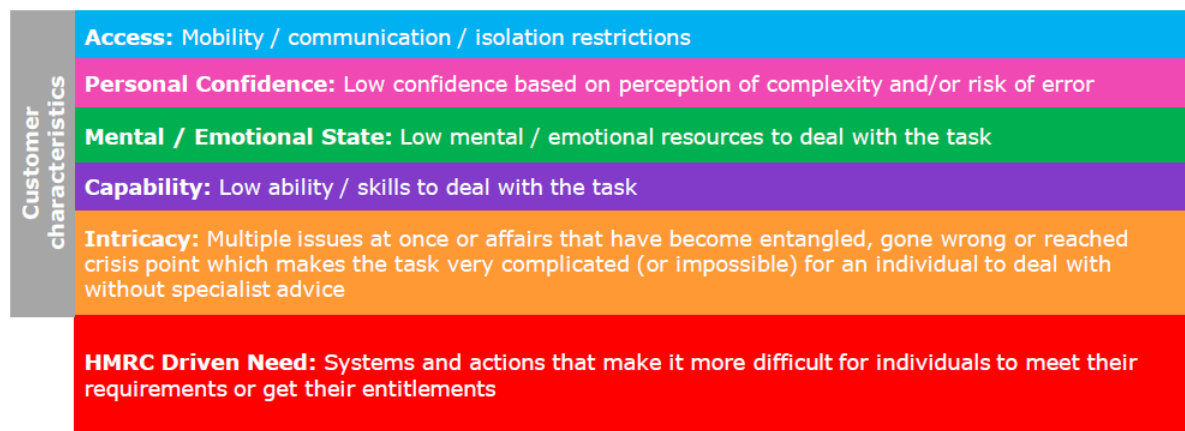 Customer
characteristics
Access: Mobility / communication / isolation restrictions
Personal Confidence: Low confidence based on perception of complexity and/or risk of error
Mental / Emotional State: Low mental / emotional resources to deal with the task
Capability: Low ability / skills to deal with the task
Intricacy: Multiple issues at once or affairs that have become entangled, gone wrong or reached
crisis point which makes the task very complicated (or impossible) for an individual to deal with
without specialist advice
HMRC Driven Need: Systems and actions that make it more difficult for individuals to meet their
requirements or get their entitlements